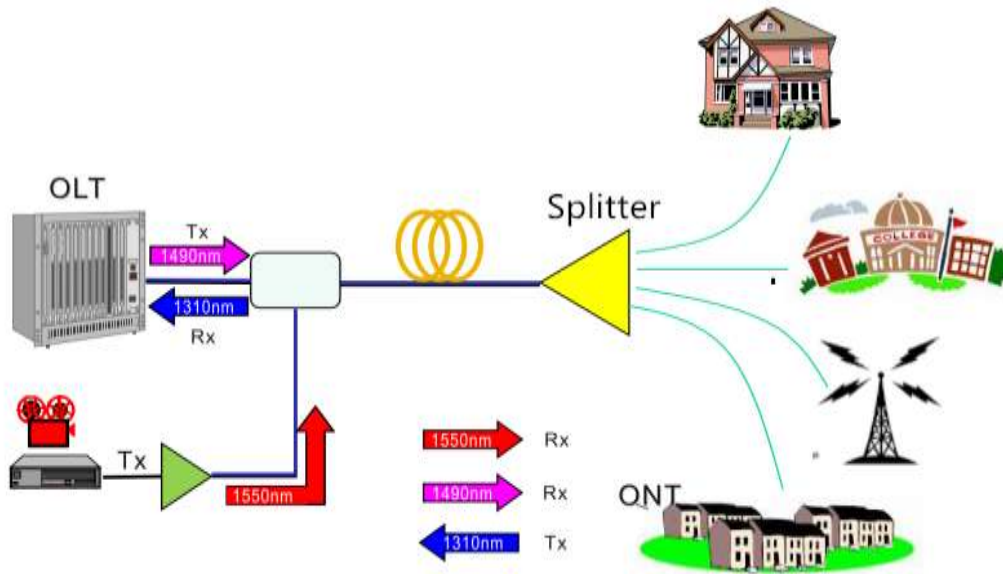 OLT
Tx
1490nm
1310nm
Rx
Splitter
COLLEGE
Tx
1550nm
1550nm Rx
1490nm Rx
1310nm Tx
ONT